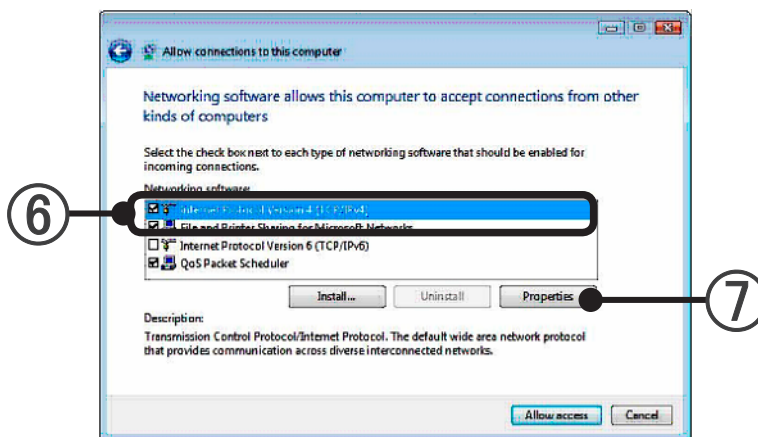 Allow connections to this computer
Networking software allows this computer to accept connections from other
kinds of computers
Select the check box next to each type of networking software that should be enabled for
incoming connections.
Networking software:
6
Internet Protocol Version 4 (TCP/IPv4)
File and Printer Sharing for Microsoft Networks
Internet Protocol Version 6 (TCP/IPv6)
QoS Packet Scheduler
Install...
Uninstall
Properties
7
Description:
Transmission Control Protocol/Internet Protocol. The default wide area network protocol
that provides communication across diverse interconnected networks.
Allow access
Cancel